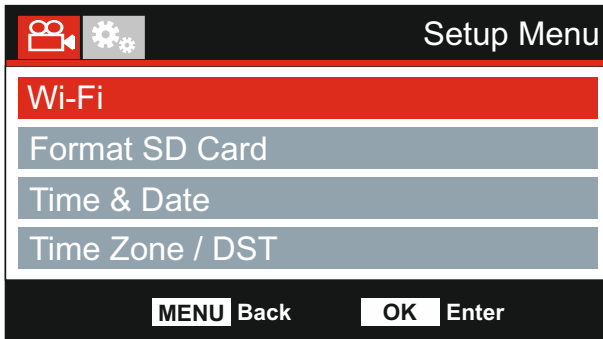 Setup Menu
Wi-Fi
Format SD Card
Time & Date
Time Zone / DST
MENU Back OK Enter